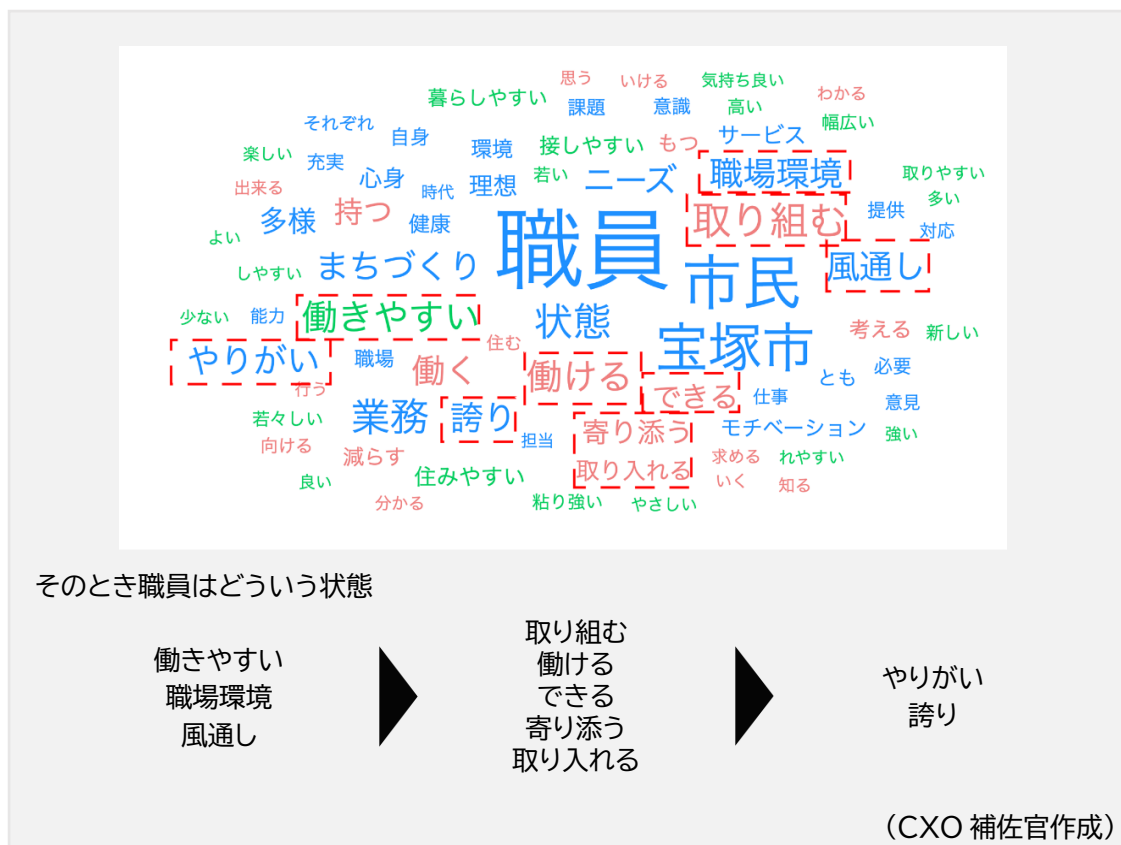 思う いける 気持ち良い
暮らしやすい 課題 意識 高い わかる
それぞれ 自身 環境 接しやすい もつ サービス 幅広い
楽しい 充実 心身 時代 理想 若い ニーズ 職場環境 取りやすい
出来る 多様 持つ 健康 職員 取り組む 提供 多い
よい 対応
しやすい まちづくり 市民 風通し
少ない 能力 働きやすい 状態 宝塚市 考える 新しい
やりがい 職場 働く 住む 働ける できる 仕事 とも 必要
行う
若々しい 業務 誇り 担当 寄り添う モチベーション 意見 強い
向ける 減らす 住みやすい 取り入れる 求める れやすい
良い 分かる 粘り強い やさしい いく 知る
そのとき職員はどういう状態
働きやすい
職場環境
風通し
取り組む
働ける
できる
寄り添う
取り入れる
やりがい
誇り
（CXO 補佐官作成）